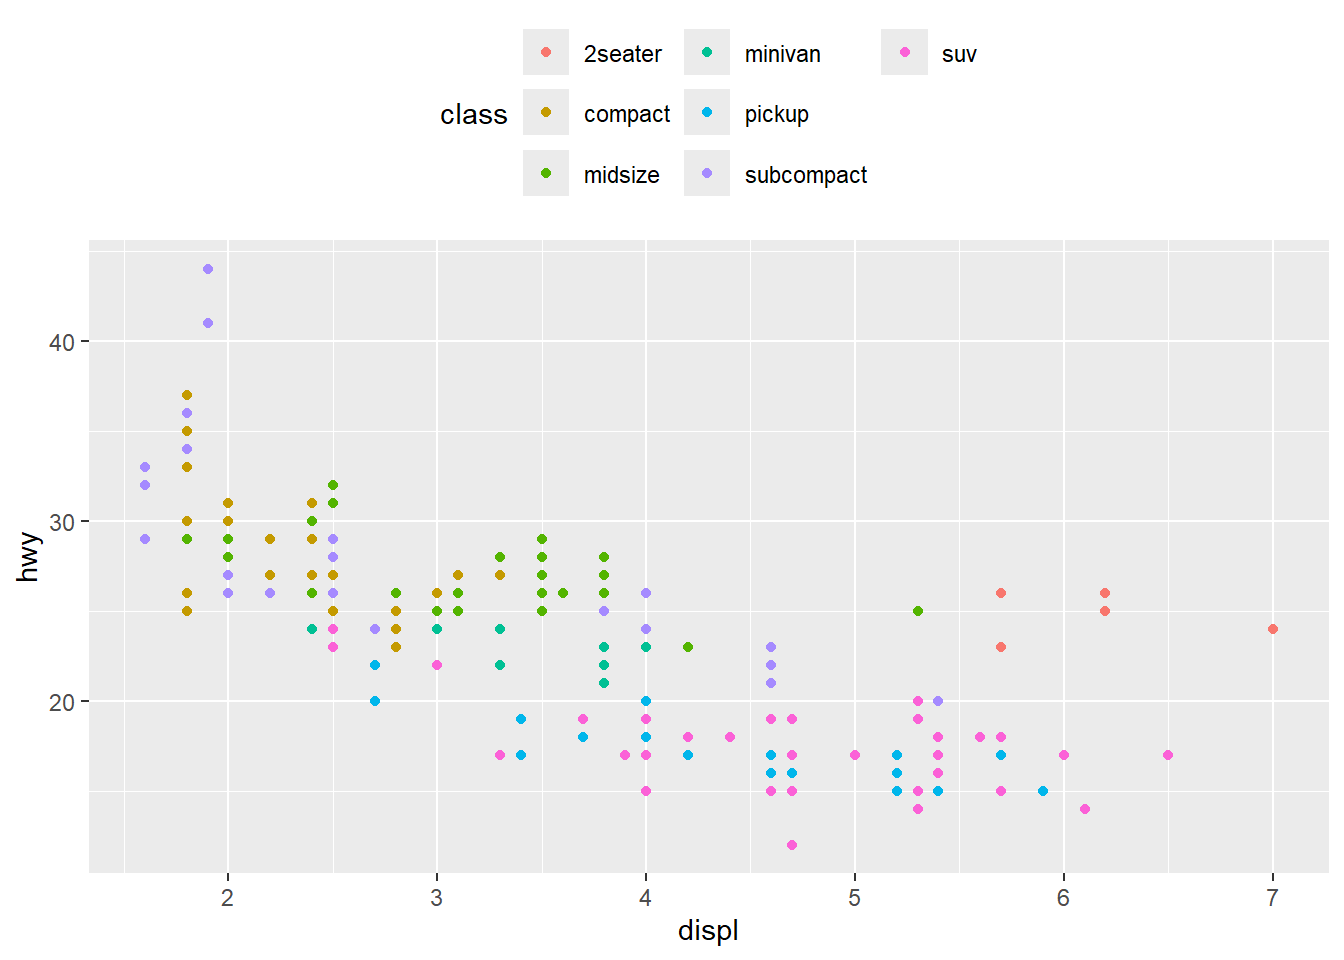 2seater minivan suv
class compact pickup
midsize subcompact
40
30
20
hwy
2 3 4 5 6 7
displ